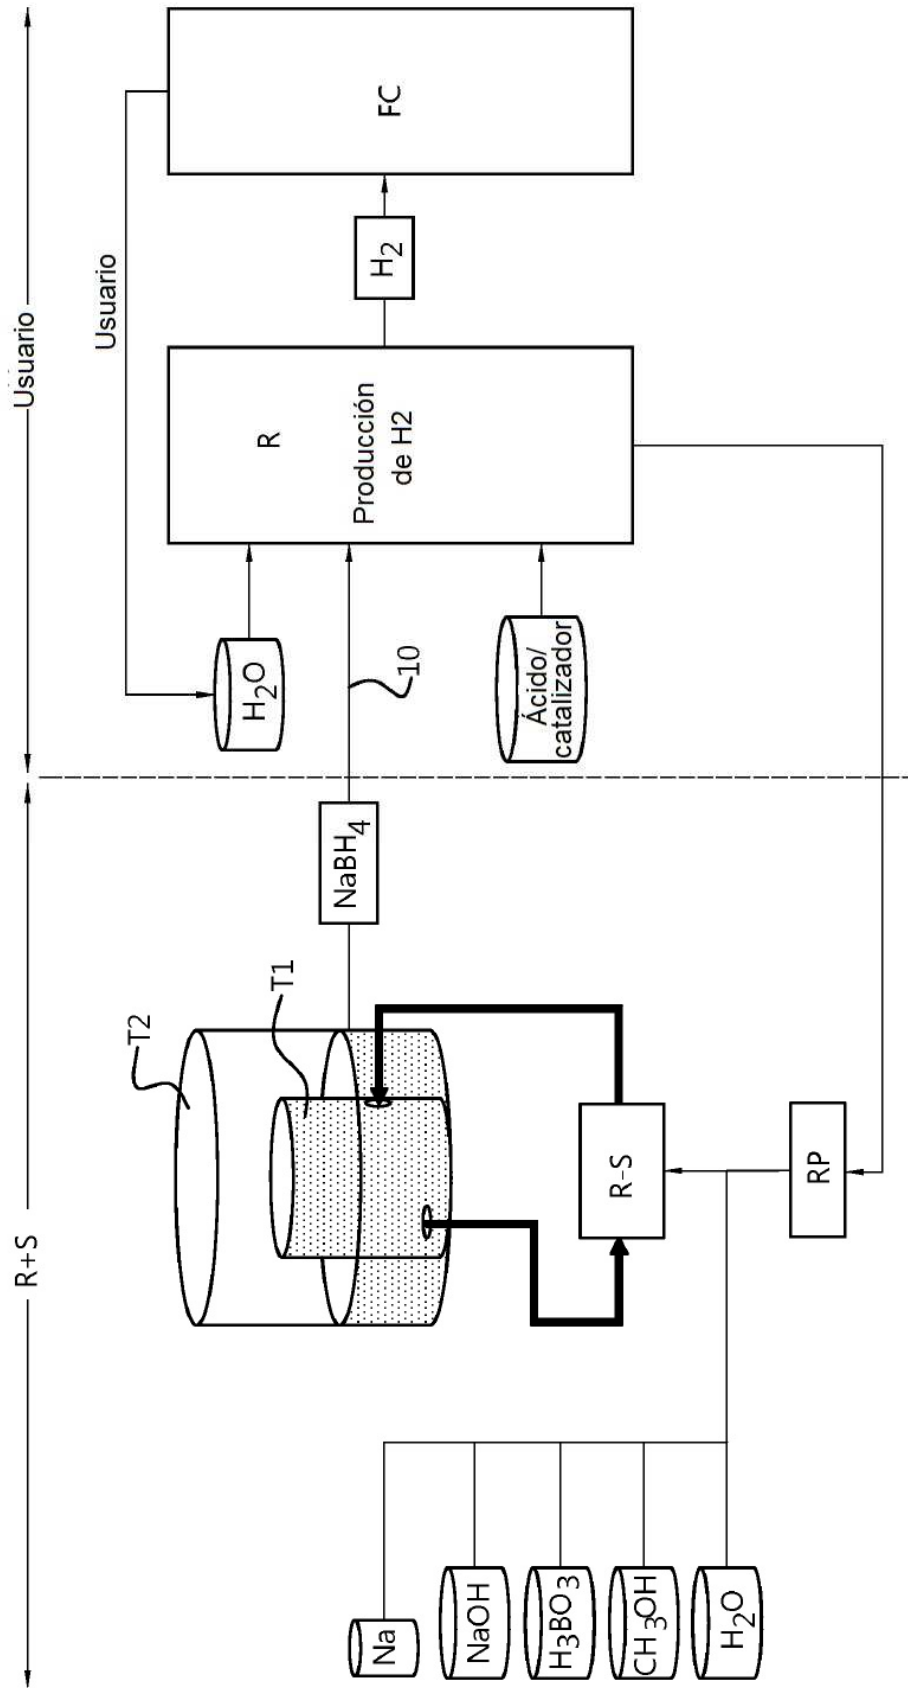 R+S
Usuario
Usuario
T2
T1
NaBH4
10
H2O
Ácido/
catalizador
R
Producción
de H2
H2
FC
R-S
RP
Na
NaOH
H3BO3
CH3OH
H2O